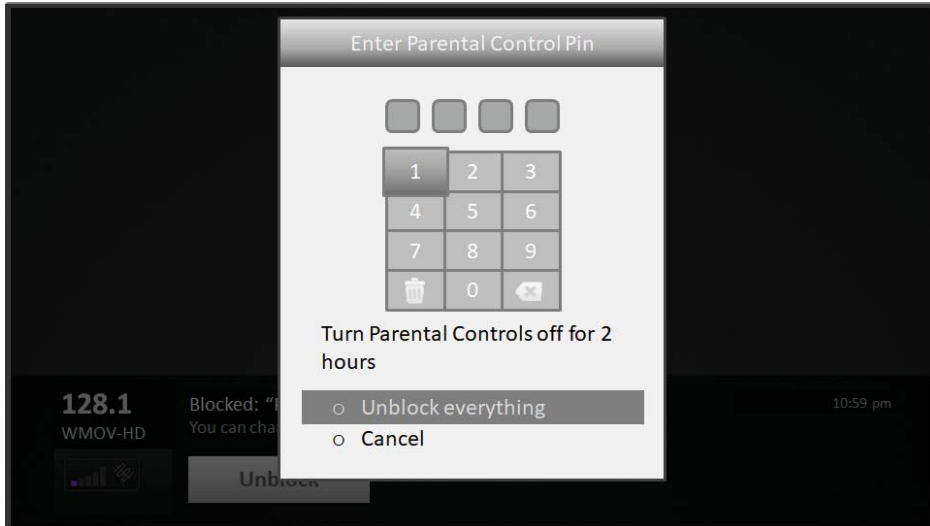 Enter Parental Control Pin
1 2 3
4 5 6
7 8 9
0
Turn Parental Controls off for 2
hours
○ Unblock everything
○ Cancel
128.1
WMOV-HD
Blocked: "
You can
10:59 pm
Unblock